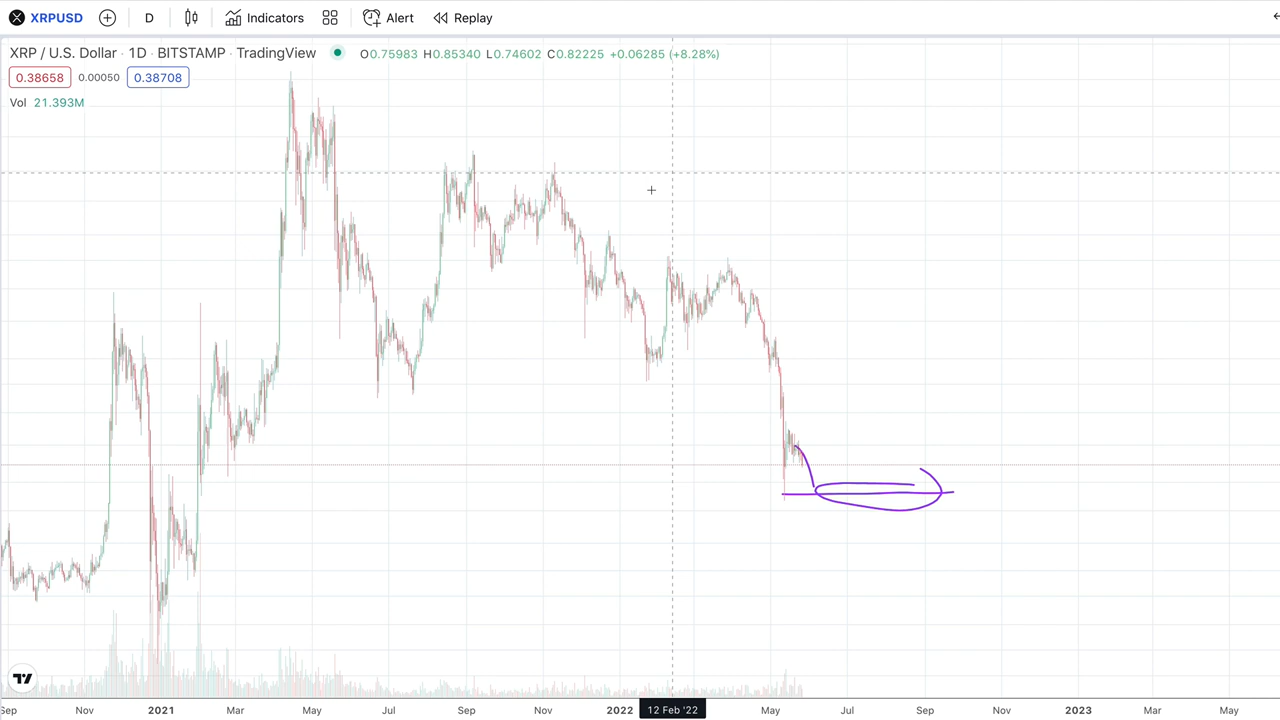 XRPUSD D Indicators Alert Replay
XRP / U.S. Dollar · 1D · BITSTAMP · TradingView O0.75983 H0.85340 L0.74602 C0.82225 +0.06285 (+8.28%)
0.38658 0.00050 0.38708
Vol 21.393M
Sep Nov 2021 Mar May Jul Sep Nov 2022 12 Feb '22 May Jul Sep Nov 2023 Mar May